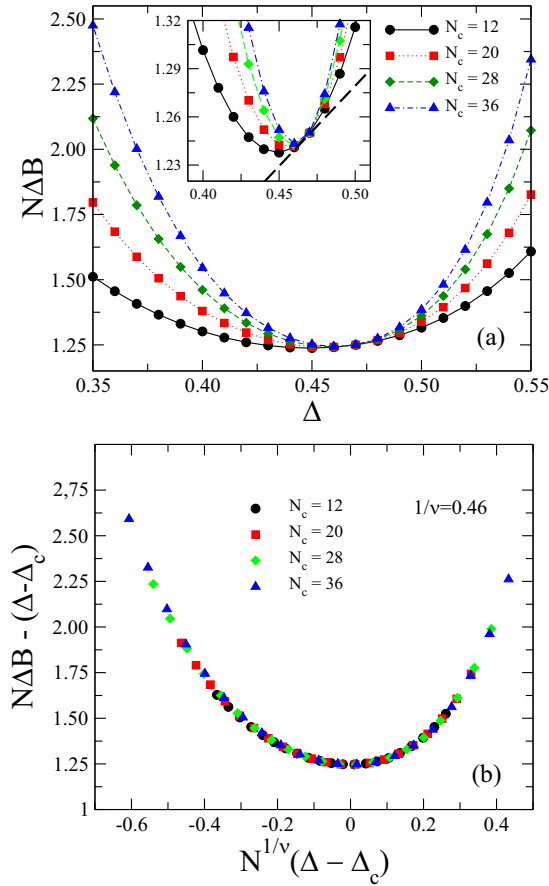 2.50
2.25
2.00
1.75
1.50
1.25
NΔB
1.32
1.29
1.26
1.23
0.40
0.45
0.50
N_c = 12
N_c = 20
N_c = 28
N_c = 36
(a)
0.35
0.40
0.45
0.50
0.55
Δ
2.75
2.50
2.25
2.00
1.75
1.50
1.25
1
NΔB - (Δ-Δ_c)
N_c = 12
N_c = 20
N_c = 28
N_c = 36
1/ν=0.46
(b)
-0.6
-0.4
-0.2
0
0.2
0.4
N^{1/ν}(Δ − Δ_c)